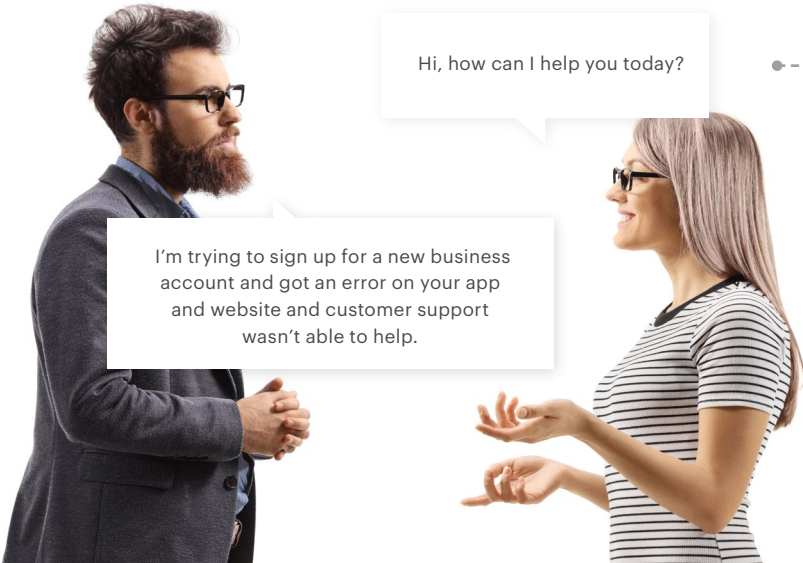 Hi, how can I help you today?
I’m trying to sign up for a new business
account and got an error on your app
and website and customer support
wasn’t able to help.